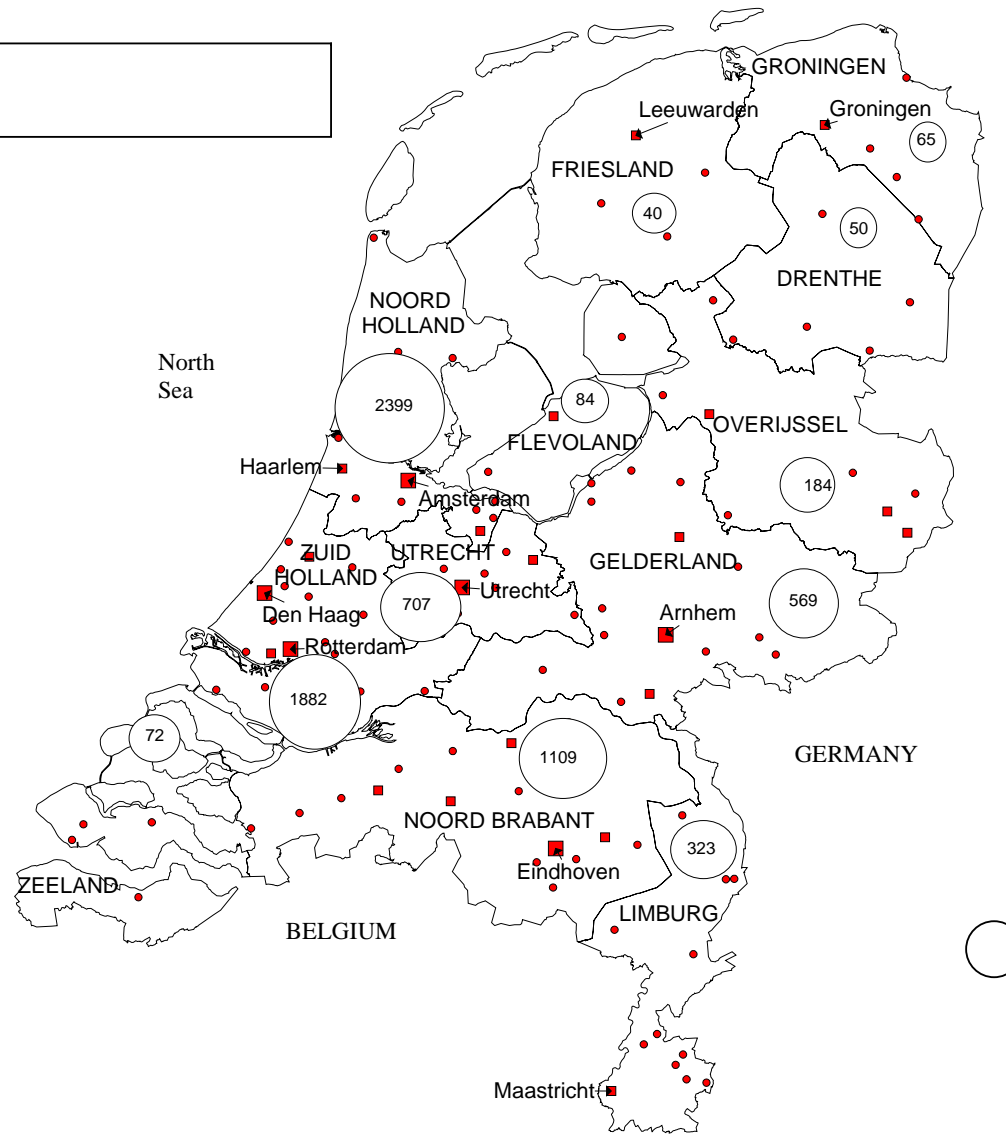 GRONINGEN
Leeuwarden
Groningen
65
FRIESLAND
40
50
DRENTHE
NOORD
HOLLAND
North
Sea
2399
84
FLEVOLAND
OVERIJSSEL
Haarlem
184
Amsterdam
ZUID
HOLLAND
UTRECHT
GELDERLAND
Utrecht
Den Haag
707
569
Arnhem
Rotterdam
1882
72
1109
GERMANY
NOORD BRABANT
323
Eindhoven
ZEELAND
LIMBURG
BELGIUM
Maastricht